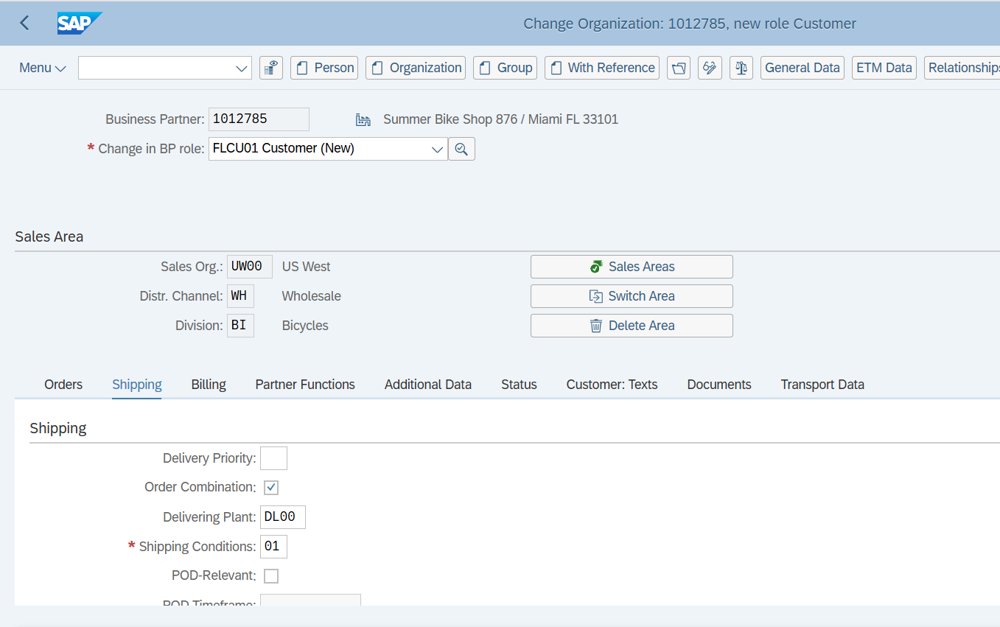 SAP Change Organization: 1012785, new role Customer
Menu Person Organization Group With Reference General Data ETM Data Relationships
Business Partner: 1012785 Summer Bike Shop 876 / Miami FL 33101
* Change in BP role: FLCU01 Customer (New)
Sales Area
Sales Org.: UW00 US West Sales Areas
Distr. Channel: WH Wholesale Switch Area
Division: BI Bicycles Delete Area
Orders Shipping Billing Partner Functions Additional Data Status Customer: Texts Documents Transport Data
Shipping
Delivery Priority:
Order Combination:
Delivering Plant: DL00
* Shipping Conditions: 01
POD-Relevant:
POD Timeframe: